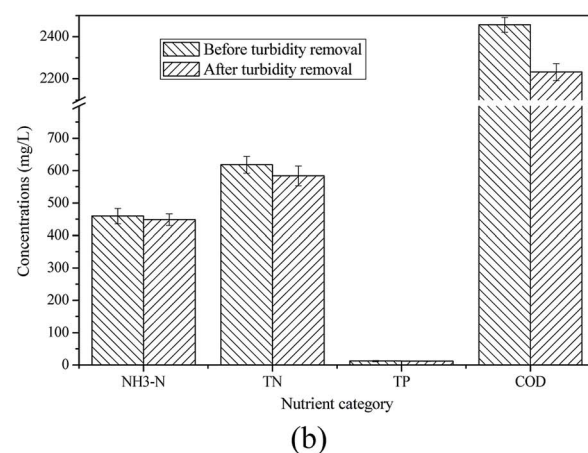 2400
2200
700
600
500
400
300
200
100
0
Concentrations (mg/L)
Before turbidity removal
After turbidity removal
NH3-N TN TP COD
Nutrient category
(b)